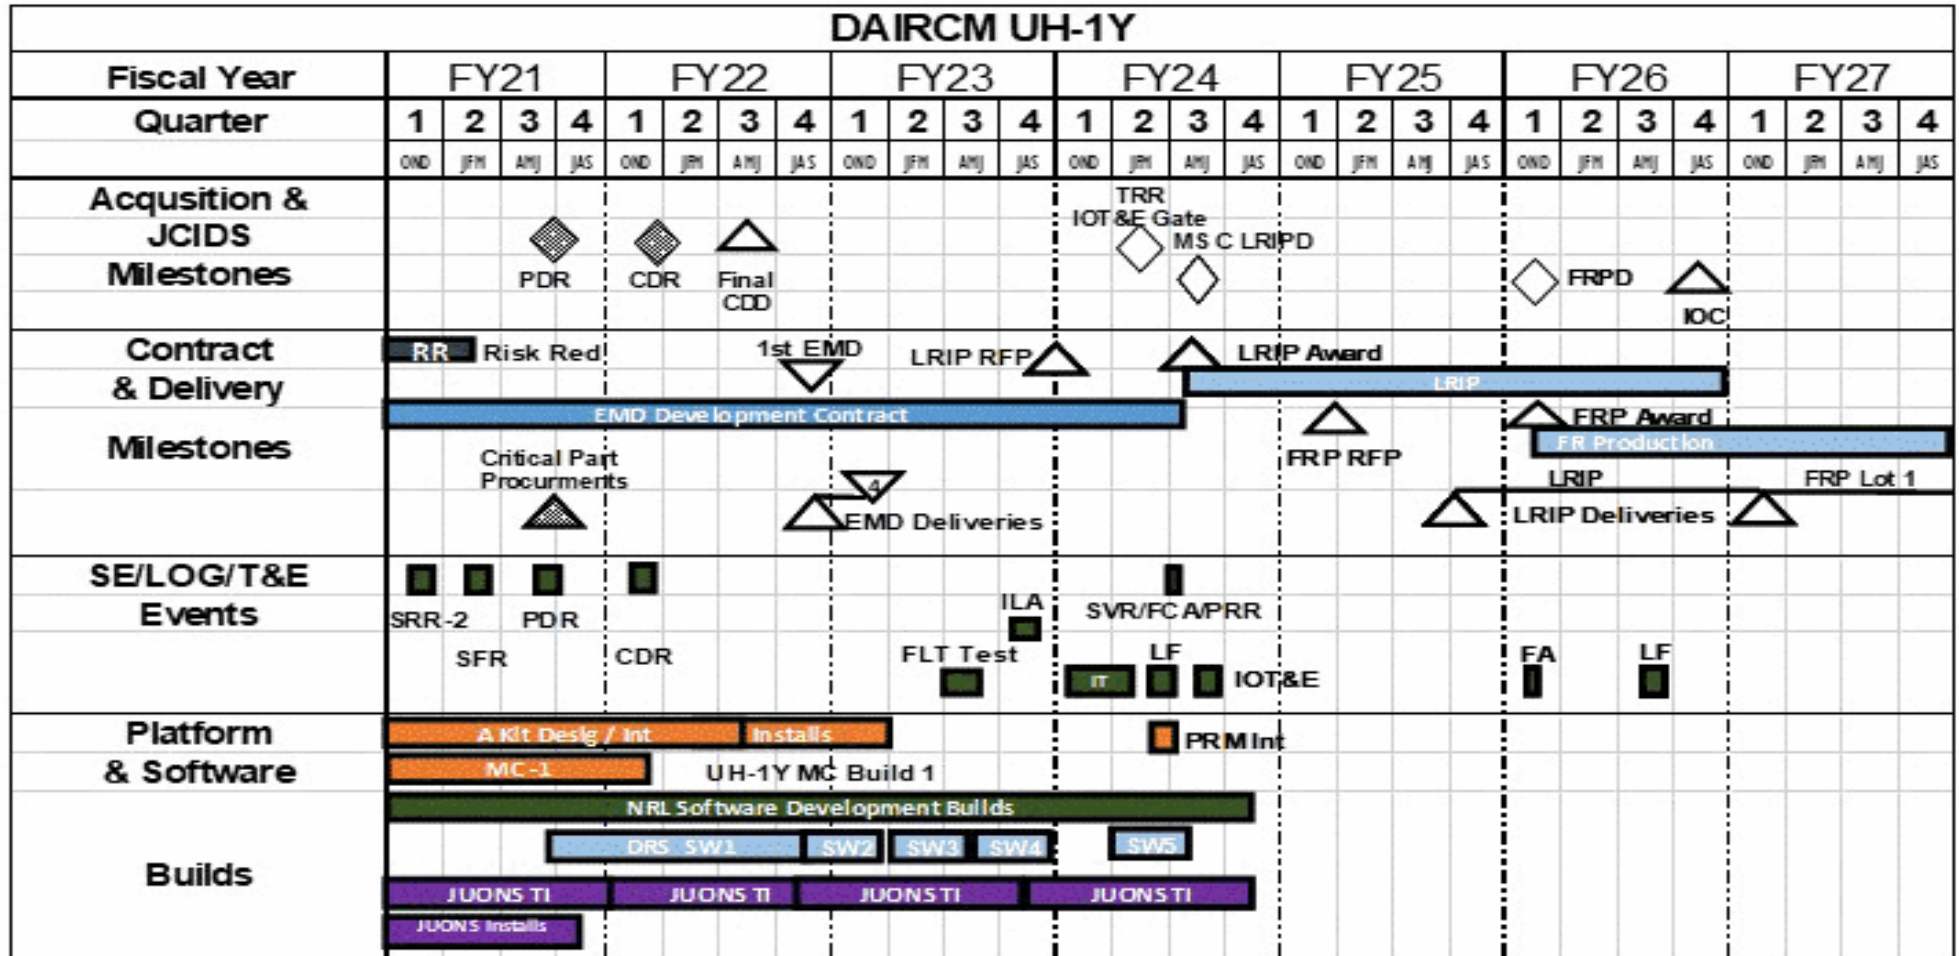 DAIRCM UH-1Y
Fiscal Year FY21 FY22 FY23 FY24 FY25 FY26 FY27
Quarter 1 2 3 4 1 2 3 4 1 2 3 4 1 2 3 4 1 2 3 4 1 2 3 4 1 2 3 4
OND JFM AMJ JAS OND JFM AMJ JAS OND JFM AMJ JAS OND JFM AMJ JAS OND JFM AMJ JAS OND JFM AMJ JAS OND JFM AMJ JAS
Acqusition &
JCIDS
Milestones
TRR
IOT&E Gate
MS C LRIPD
PDR CDR Final
CDD
FRPD
IOC
Contract
& Delivery
Milestones
RR Risk Red
1st EMD
LRIP RFP
LRIP Award
LRIP
EMD Development Contract
FRP RFP
FRP Award
FR Production
Critical Part
Procurments
4
EMD Deliveries
LRIP
FRP Lot 1
LRIP Deliveries
SE/LOG/T&E
Events
SRR-2
SFR
PDR
CDR
FLT Test
ILA
SVR/FCA/PRR
IT
LF
IOT&E
FA
LF
Platform
& Software
Builds
A Kit Desig / Int Installs
PRM Int
MC-1 UH-1Y MC Build 1
NRL Software Development Builds
DRS SW1 SW2 SW3 SW4 SW5
JUONS TI JUONS TI JUONS TI JUONS TI
JUONS Installs